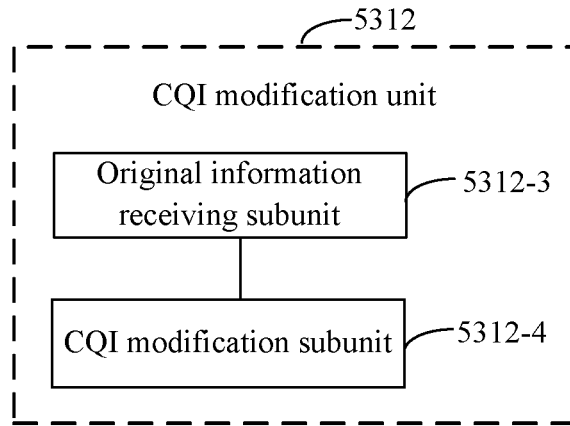 5312
CQI modification unit
Original information
receiving subunit
5312-3
CQI modification subunit
5312-4